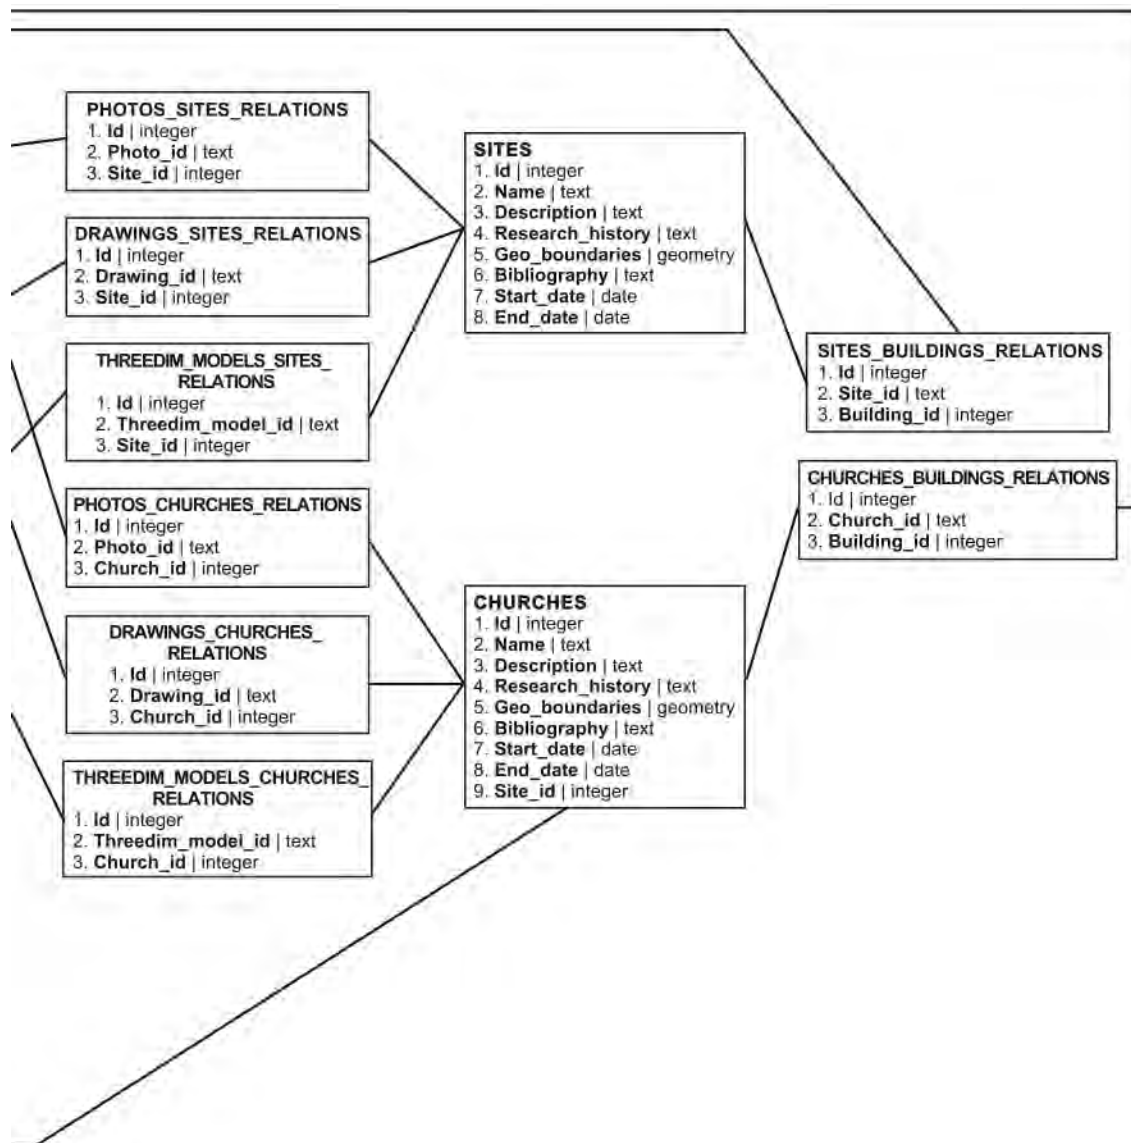 PHOTOS_SITES_RELATIONS
1. Id | integer
2. Photo_id | text
3. Site_id | integer
DRAWINGS_SITES_RELATIONS
1. Id | integer
2. Drawing_id | text
3. Site_id | integer
THREEDIM_MODELS_SITES_
RELATIONS
1. Id | integer
2. Threedim_model_id | text
3. Site_id | integer
PHOTOS_CHURCHES_RELATIONS
1. Id | integer
2. Photo_id | text
3. Church_id | integer
DRAWINGS_CHURCHES_
RELATIONS
1. Id | integer
2. Drawing_id | text
3. Church_id | integer
THREEDIM_MODELS_CHURCHES_
RELATIONS
1. Id | integer
2. Threedim_model_id | text
3. Church_id | integer
SITES
1. Id | integer
2. Name | text
3. Description | text
4. Research_history | text
5. Geo_boundaries | geometry
6. Bibliography | text
7. Start_date | date
8. End_date | date
CHURCHES
1. Id | integer
2. Name | text
3. Description | text
4. Research_history | text
5. Geo_boundaries | geometry
6. Bibliography | text
7. Start_date | date
8. End_date | date
9. Site_id | integer
SITES_BUILDINGS_RELATIONS
1. Id | integer
2. Site_id | text
3. Building_id | integer
CHURCHES_BUILDINGS_RELATIONS
1. Id | integer
2. Church_id | text
3. Building_id | integer